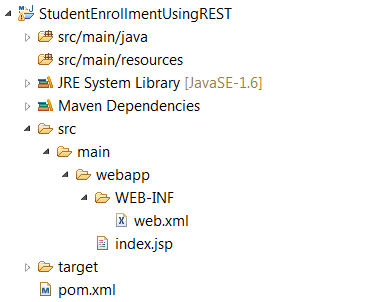 StudentEnrollmentUsingREST
src/main/java
src/main/resources
JRE System Library [JavaSE-1.6]
Maven Dependencies
src
main
webapp
WEB-INF
web.xml
index.jsp
target
pom.xml